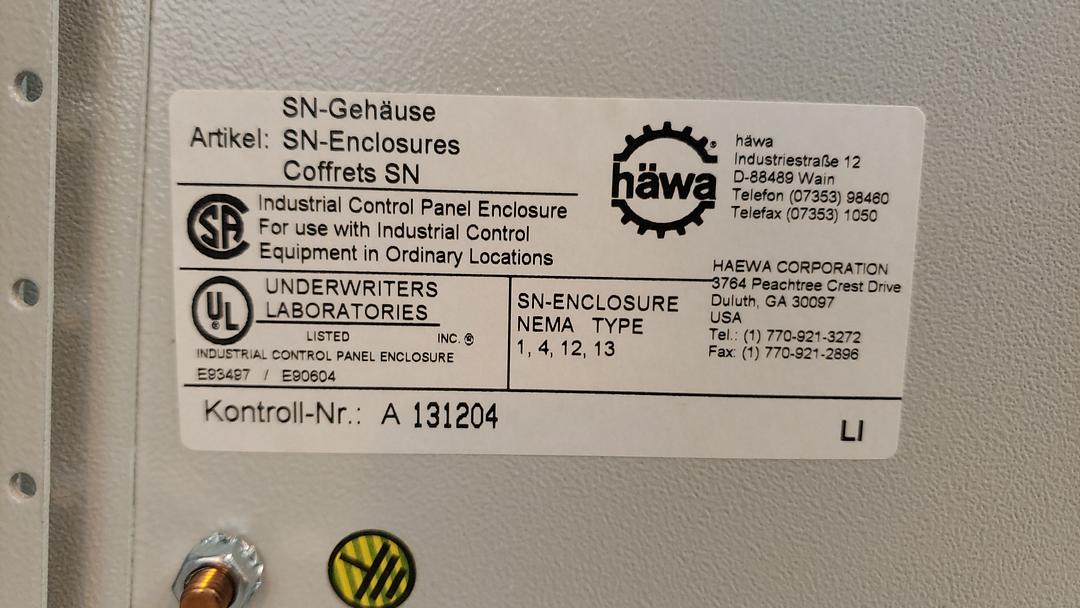 SN-Gehäuse
Artikel: SN-Enclosures
Coffrets SN
häwa
häwa
Industriestraße 12
D-88489 Wain
Telefon (07353) 98460
Telefax (07353) 1050
SA
Industrial Control Panel Enclosure
For use with Industrial Control
Equipment in Ordinary Locations
HAEWA CORPORATION
3764 Peachtree Crest Drive
Duluth, GA 30097
USA
Tel.: (1) 770-921-3272
Fax: (1) 770-921-2896
UL
UNDERWRITERS
LABORATORIES
LISTED INC.®
INDUSTRIAL CONTROL PANEL ENCLOSURE
E93497 / E90604
SN-ENCLOSURE
NEMA TYPE
1, 4, 12, 13
Kontroll-Nr.: A 131204
LI